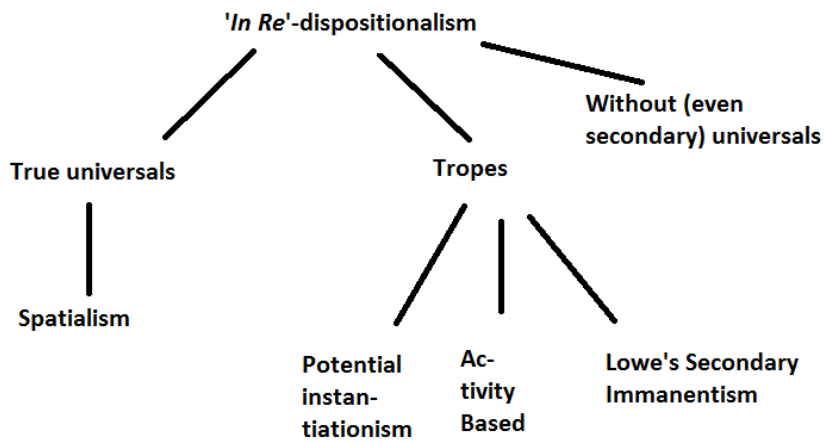 'In Re'-dispositionalism
Without (even
secondary) universals
True universals
Tropes
Spatialism
Potential
instan-
tiationism
Ac-
tivity
Based
Lowe's Secondary
Immanentism